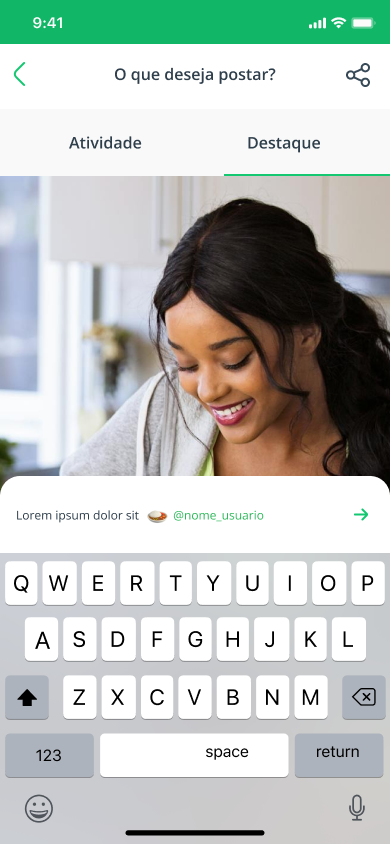 9:41
O que deseja postar?
Atividade Destaque
Lorem ipsum dolor sit @nome_usuario
Q W E R T Y U I O P
A S D F G H J K L
Z X C V B N M
123 space return